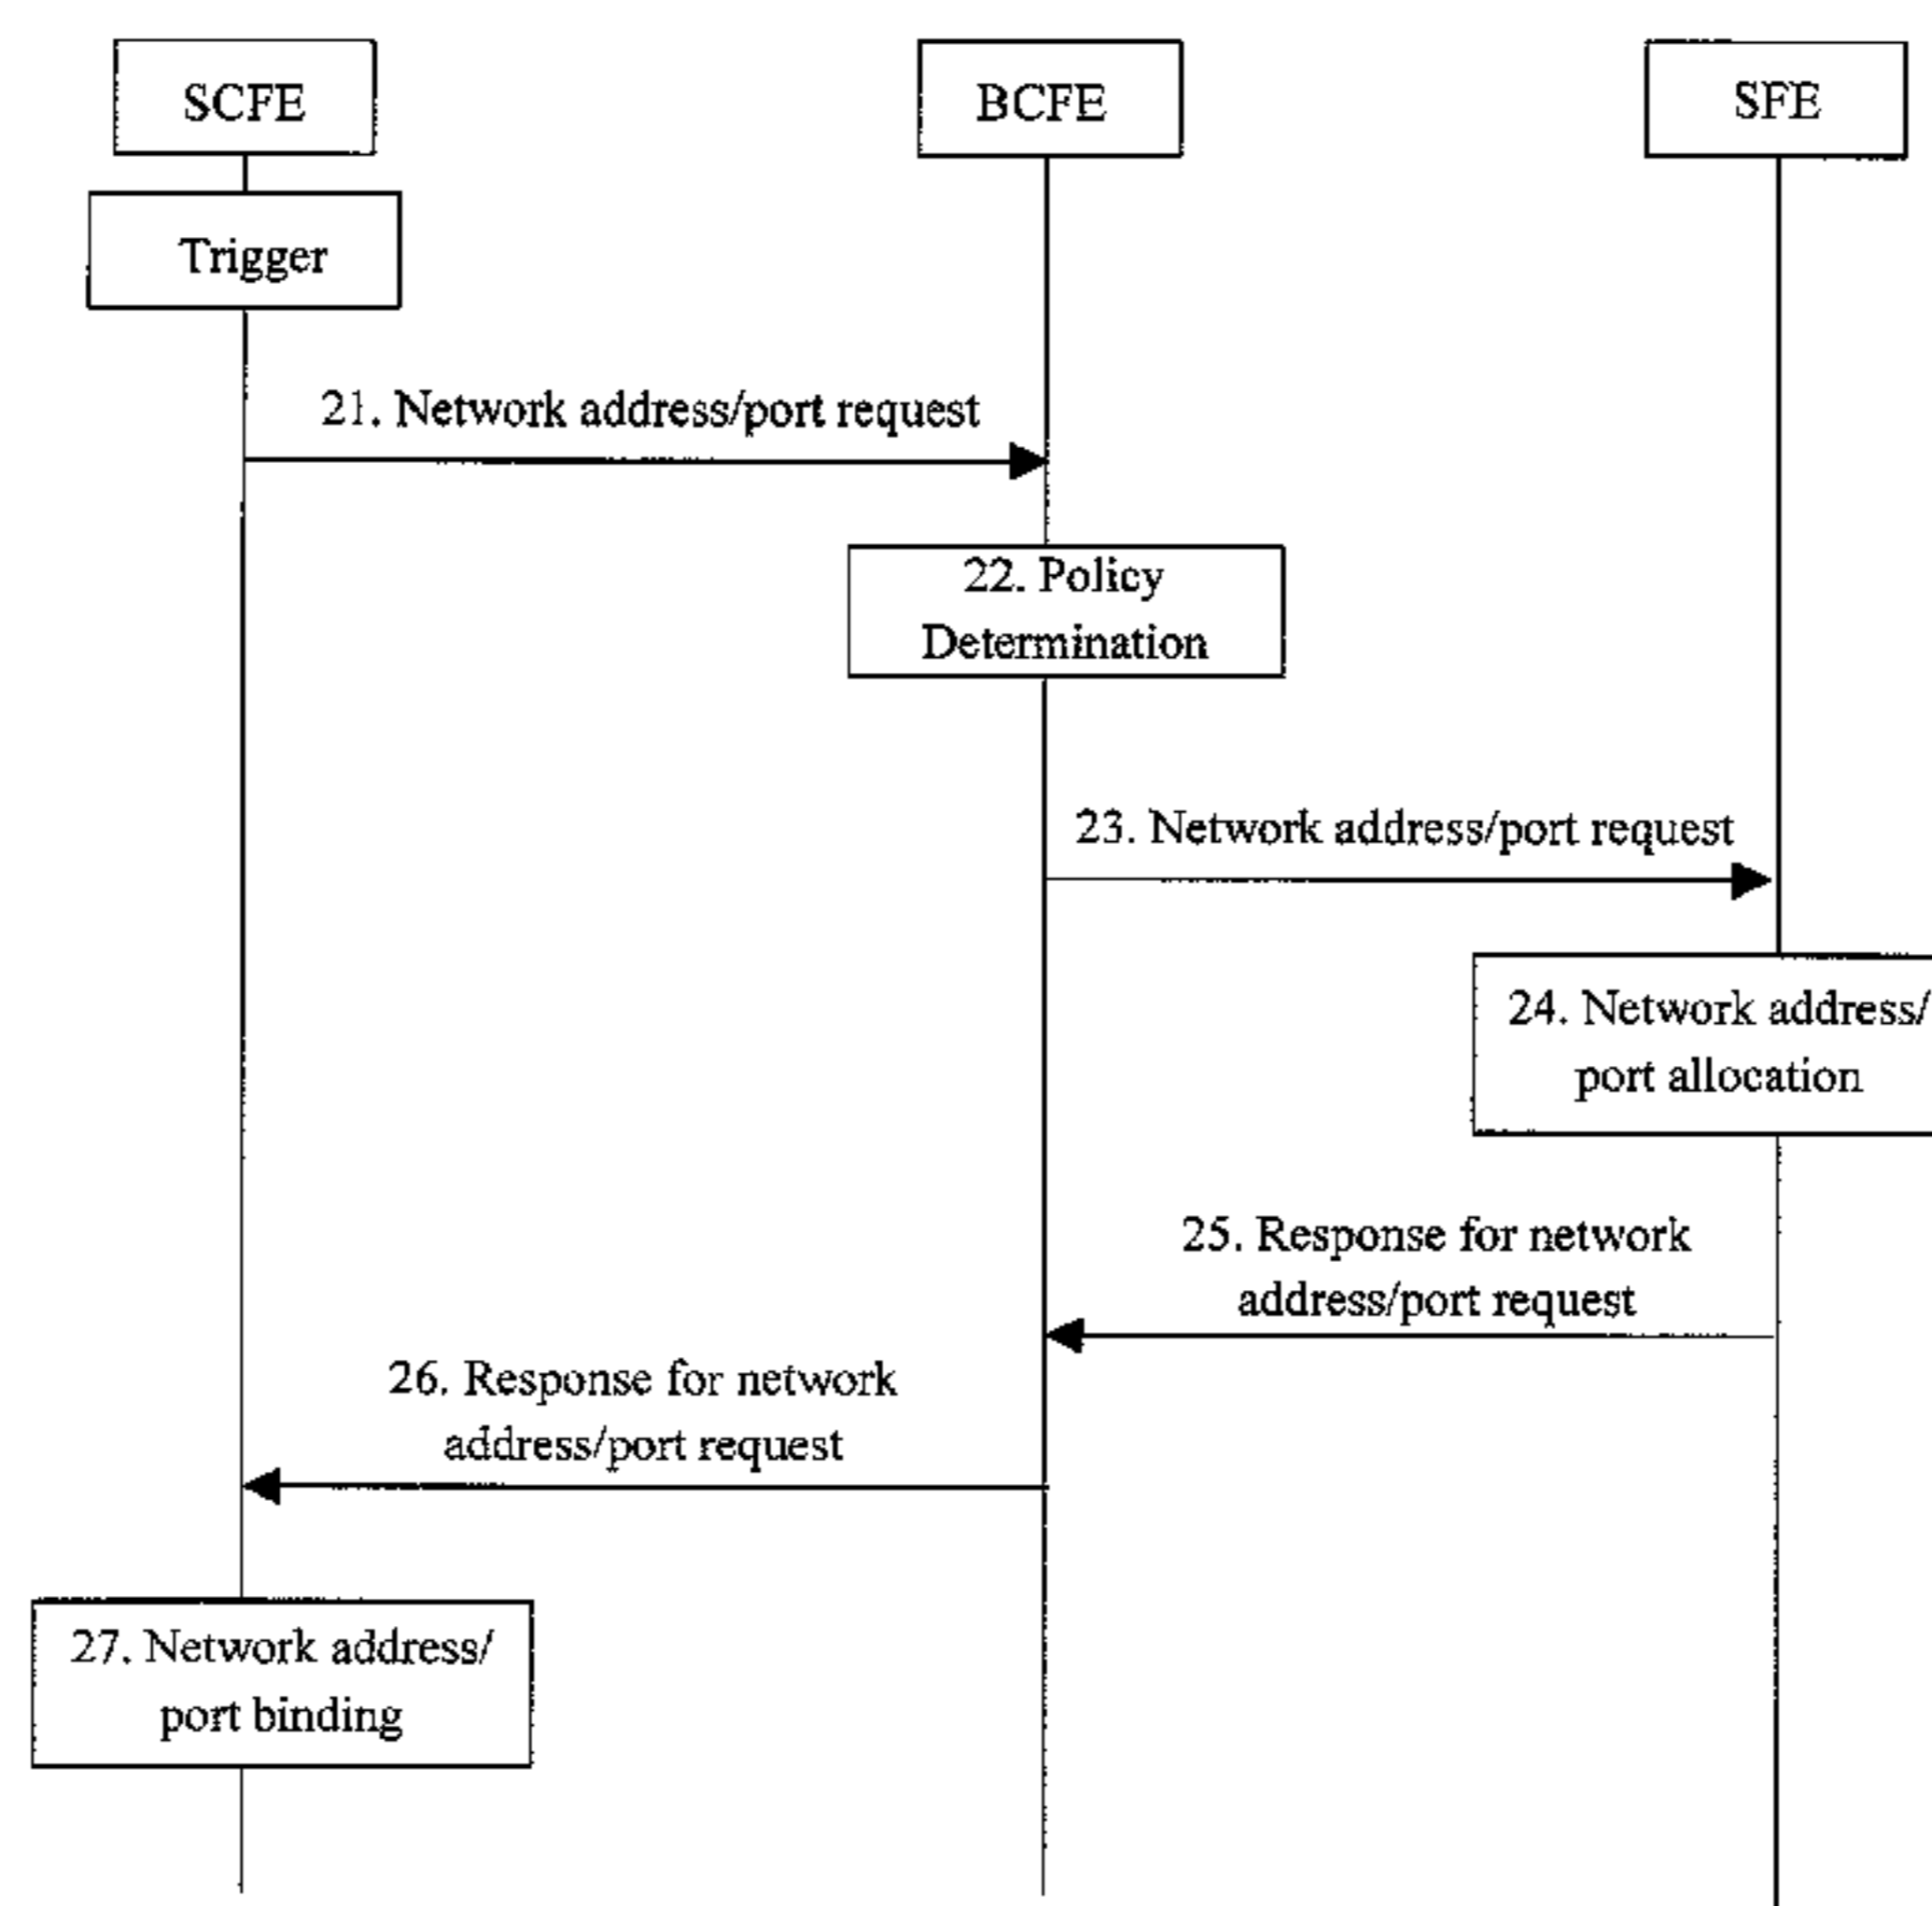 SCFE
BCFE
SFE
Trigger
21. Network address/port request
22. Policy
Determination
23. Network address/port request
24. Network address/
port allocation
25. Response for network
address/port request
26. Response for network
address/port request
27. Network address/
port binding